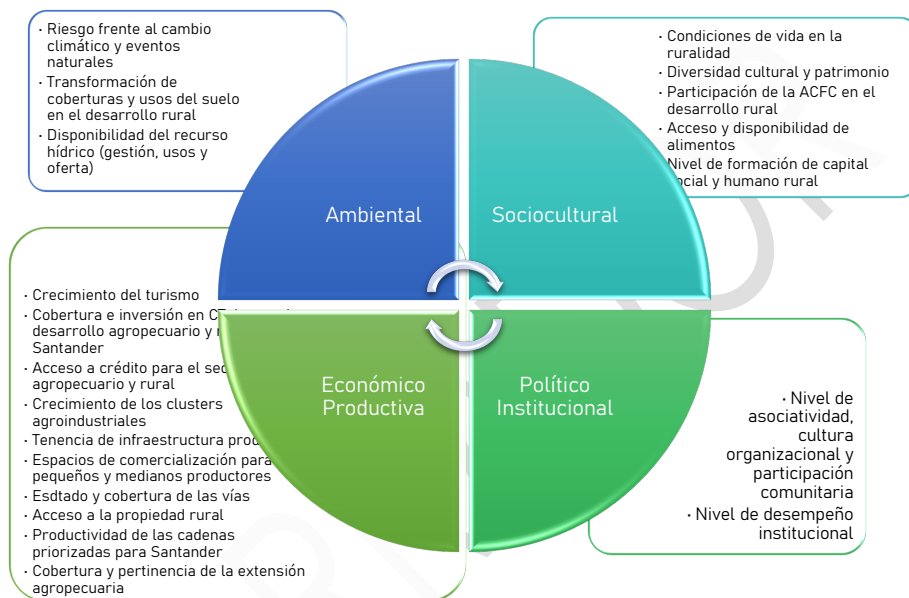 · Riesgo frente al cambio
climático y eventos
naturales
· Transformación de
coberturas y usos del suelo
en el desarrollo rural
· Disponibilidad del recurso
hídrico (gestión, usos y
oferta)
· Condiciones de vida en la
ruralidad
· Diversidad cultural y patrimonio
· Participación de la ACFC en el
desarrollo rural
· Acceso y disponibilidad de
alimentos
Nivel de formación de capital
social y humano rural
Ambiental
Sociocultural
· Crecimiento del turismo
· Cobertura e inversión en
desarrollo agropecuario y
Santander
· Acceso a crédito para el
agropecuario y rural
· Crecimiento de los clusters
agroindustriales
· Tenencia de infraestructura
· Espacios de comercialización para
pequeños y medianos productores
· Esdtado y cobertura de las vías
· Acceso a la propiedad rural
· Productividad de las cadenas
priorizadas para Santander
· Cobertura y pertinencia de la extensión
agropecuaria
Económico
Productiva
Político
Institucional
· Nivel de
asociatividad,
cultura
organizacional y
participación
comunitaria
· Nivel de desempeño
institucional